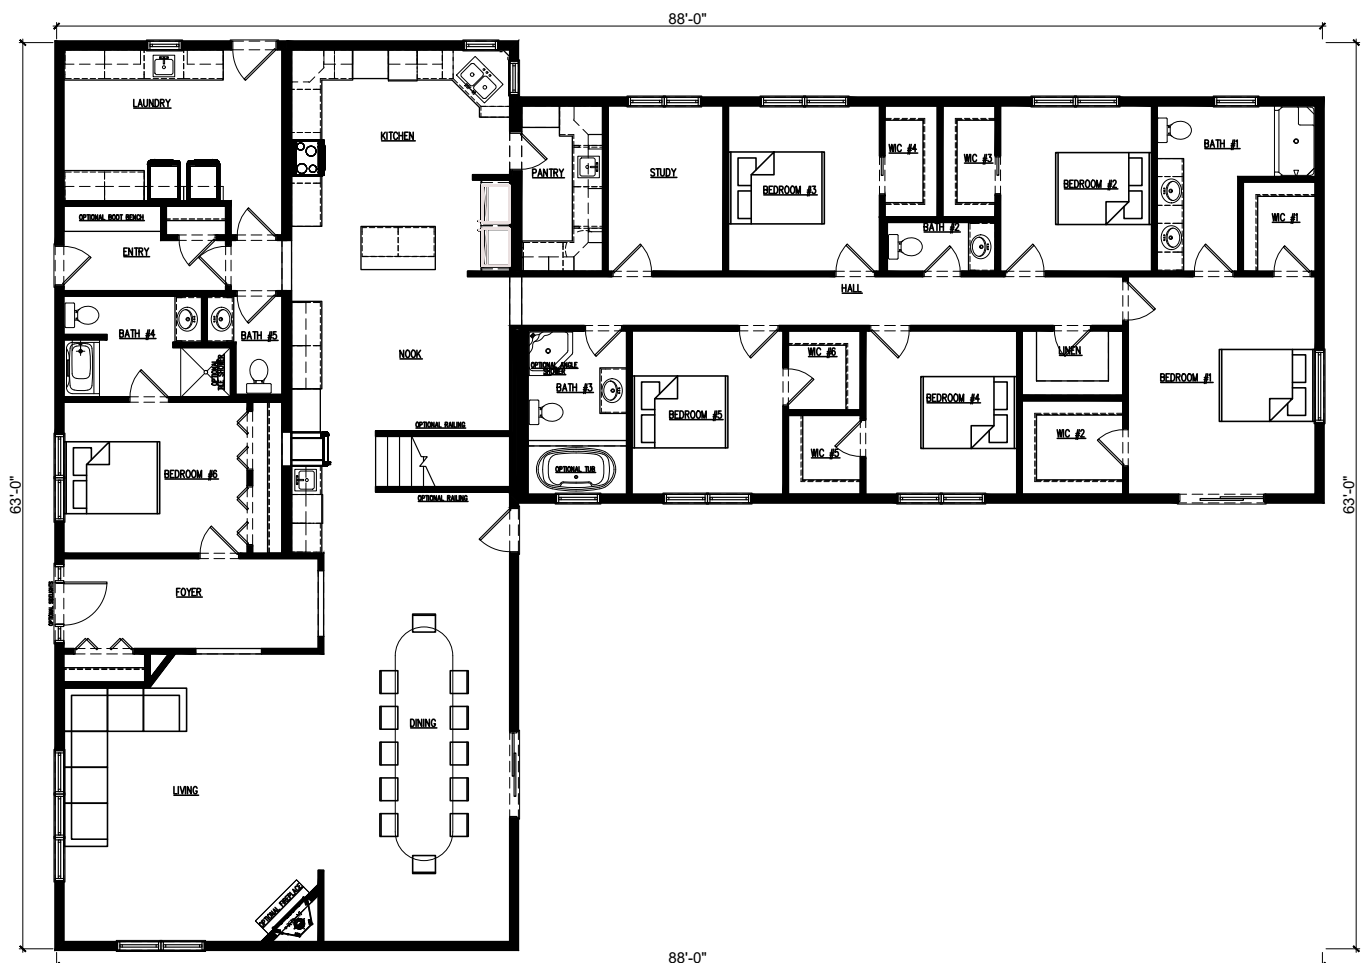 88'-0"
LAUNDRY
KITCHEN
PANTRY
STUDY
BEDROOM #3
WIC #4
WIC #3
BEDROOM #2
BATH #1
WIC #1
OPTIONAL BOOT BENCH
ENTRY
BATH #2
HALL
BATH #4
BATH #5
OPTIONAL
NOOK
OPTIONAL ANGLE
SHOWER
BATH #3
WIC #6
LINEN
BEDROOM #1
BEDROOM #5
BEDROOM #4
OPTIONAL RAILING
WIC #2
WIC #5
BEDROOM #6
OPTIONAL TUB
OPTIONAL RAILING
63'-0"
63'-0"
FOYER
DINING
LIVING
OPTIONAL FIREPLACE
88'-0"